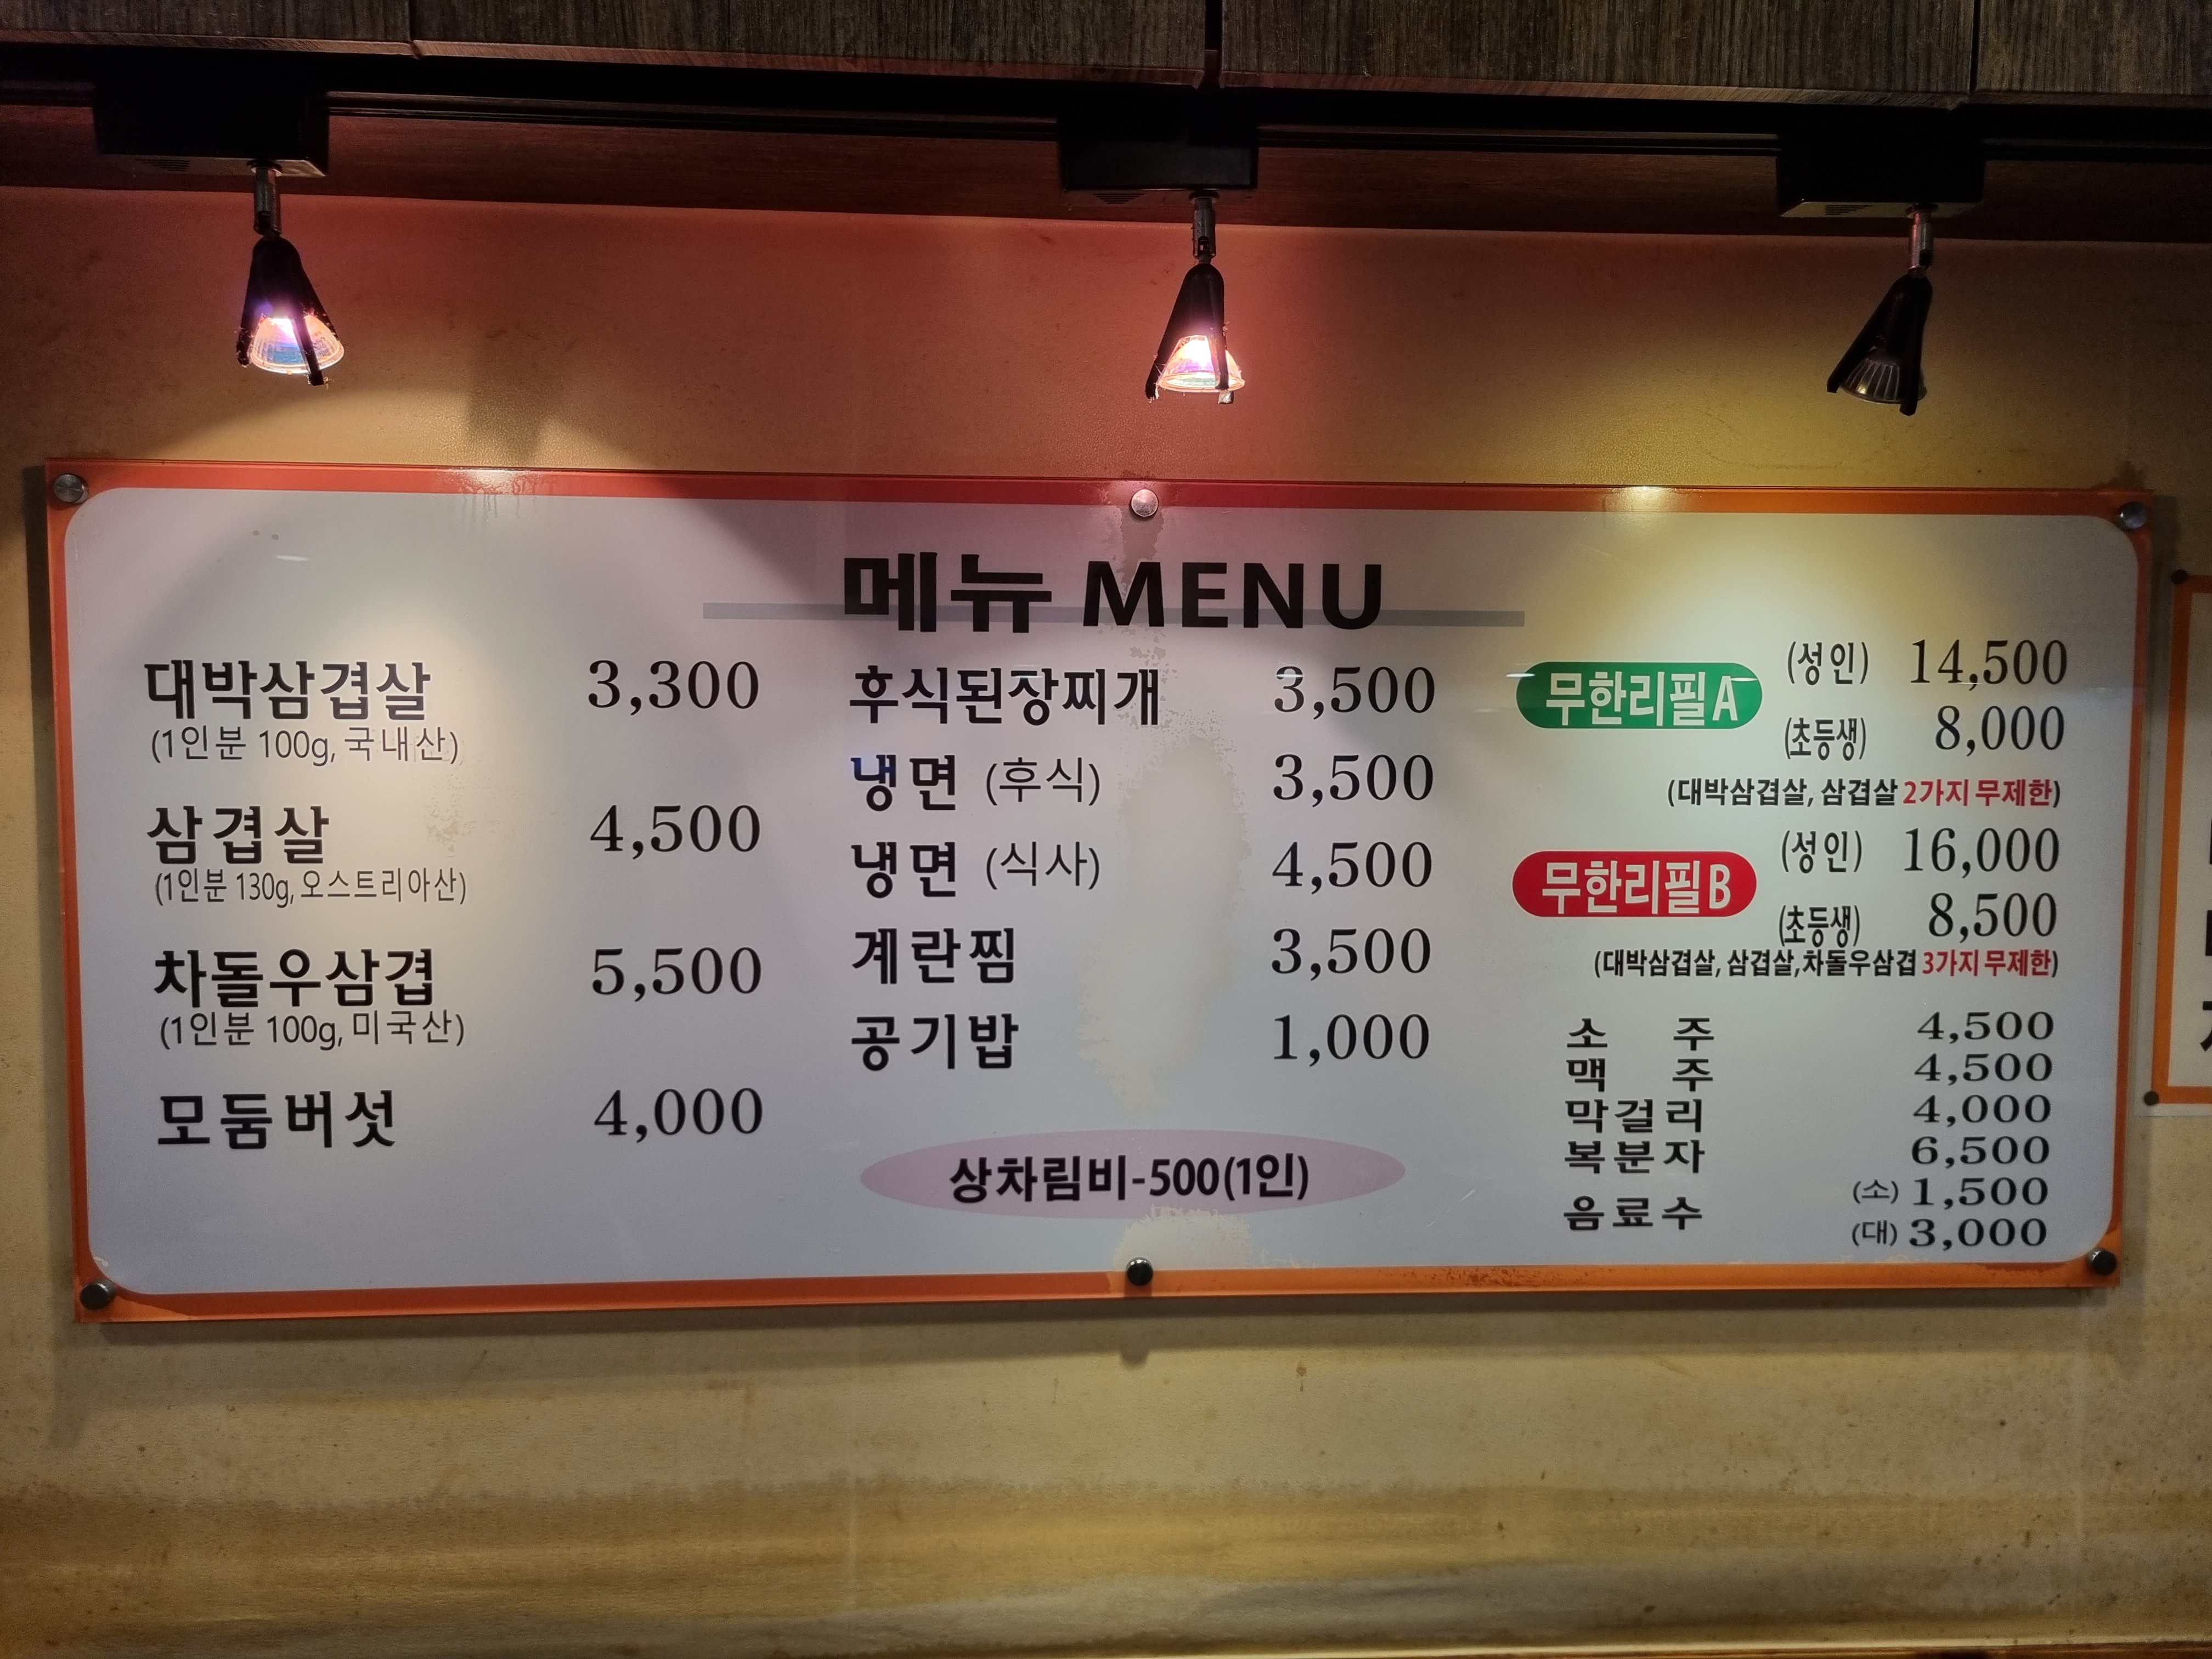 메뉴 MENU
대박삼겹살 3,300
(1인분 100g, 국내산)
삼겹살 4,500
(1인분 130g, 오스트리아산)
차돌우삼겹 5,500
(1인분 100g, 미국산)
모둠버섯 4,000
후식된장찌개 3,500
냉면 (후식) 3,500
냉면 (식사) 4,500
계란찜 3,500
공기밥 1,000
상차림비-500(1인)
무한리필A (성인) 14,500
(초등생) 8,000
(대박삼겹살, 삼겹살 2가지 무제한)
무한리필B (성인) 16,000
(초등생) 8,500
(대박삼겹살, 삼겹살,차돌우삼겹 3가지 무제한)
소주 4,500
맥주 4,500
막걸리 4,000
복분자 6,500
음료수 (소) 1,500
(대) 3,000